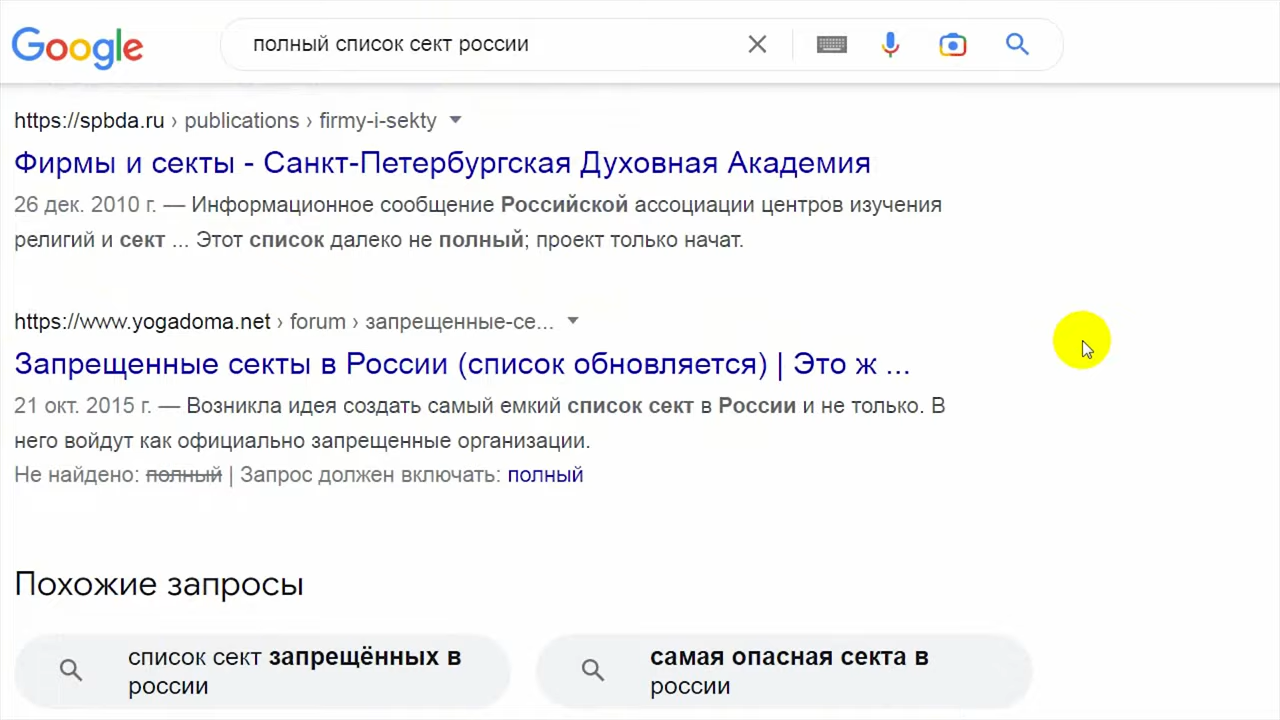 Google
полный список сект россии
https://spbda.ru › publications › firmy-i-sekty
Фирмы и секты - Санкт-Петербургская Духовная Академия
26 дек. 2010 г. — Информационное сообщение Российской ассоциации центров изучения
религий и сект ... Этот список далеко не полный; проект только начат.
https://www.yogadoma.net › forum › запрещенные-се...
Запрещенные секты в России (список обновляется) | Это ж ...
21 окт. 2015 г. — Возникла идея создать самый емкий список сект в России и не только. В
него войдут как официально запрещенные организации.
Не найдено: полный | Запрос должен включать: полный
Похожие запросы
список сект запрещённых в
россии
самая опасная секта в
россии